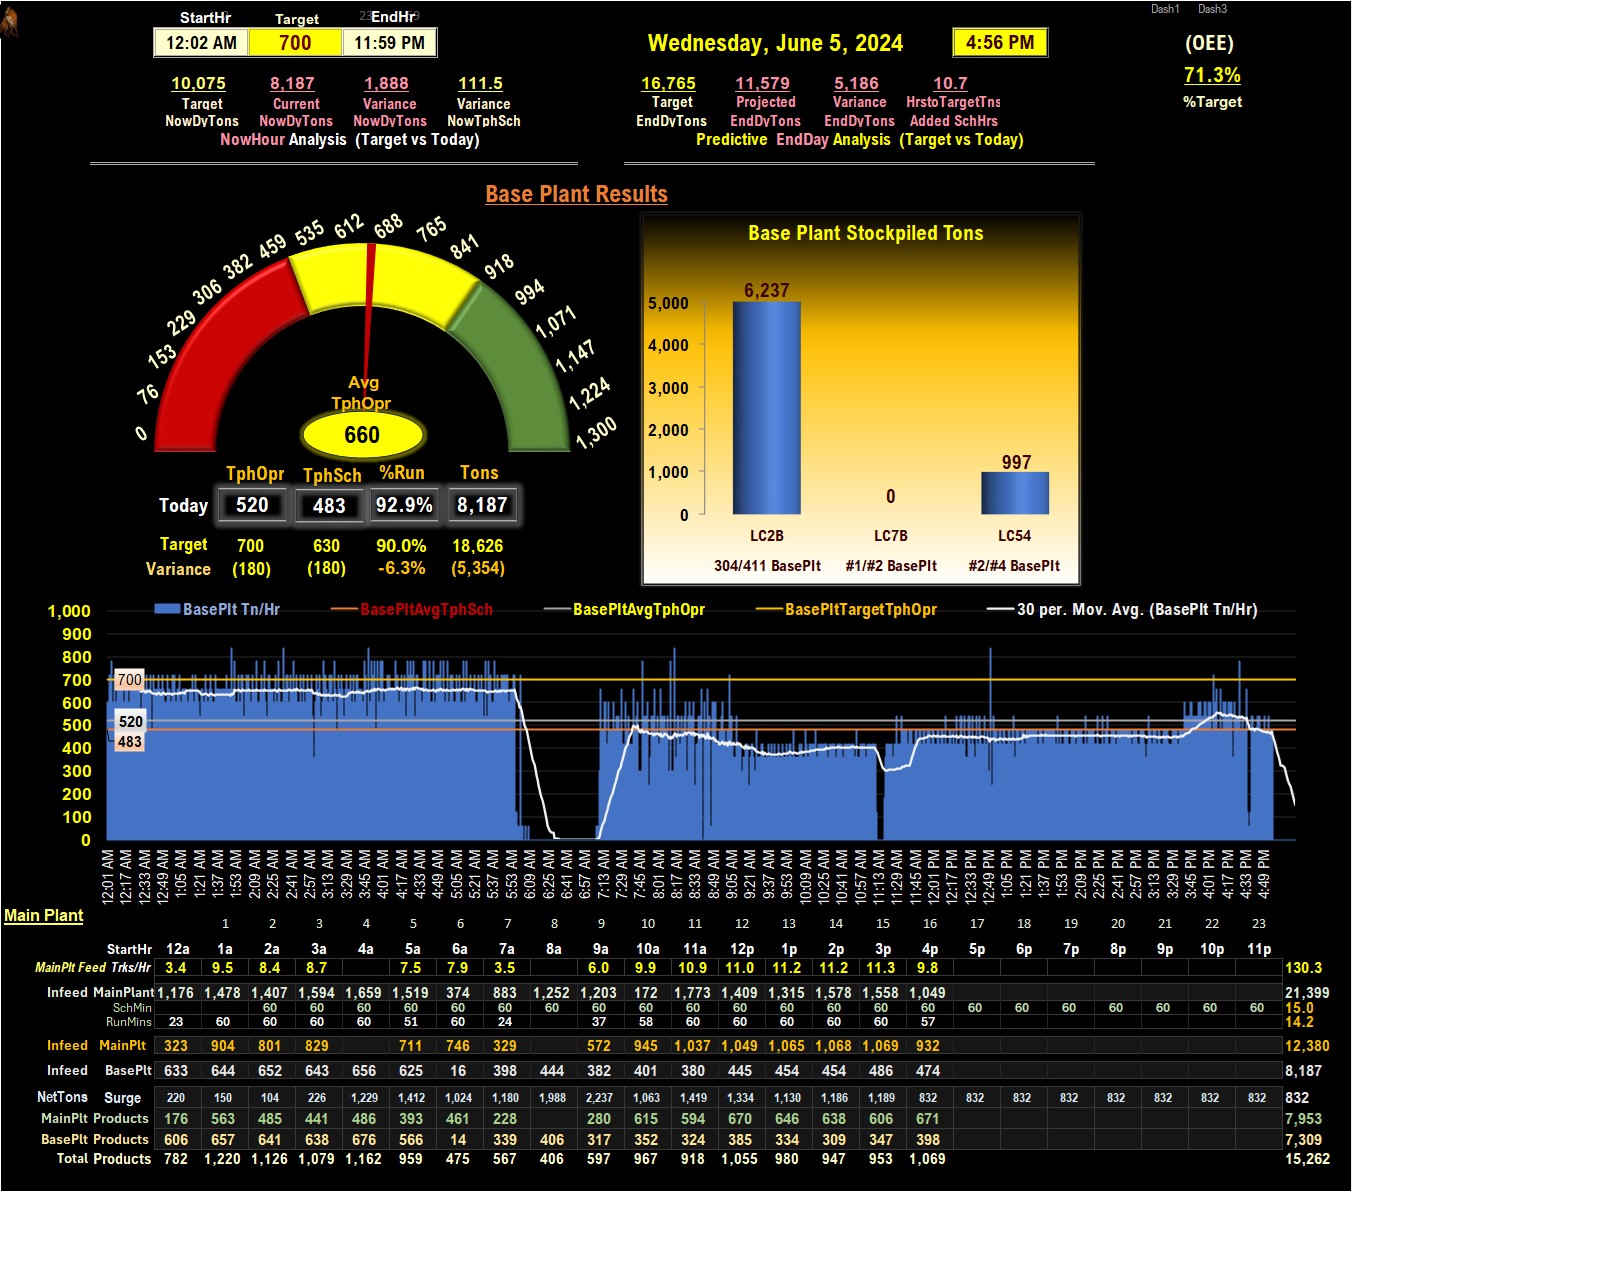 Dash1 Dash3
StartHr Target EndHr
12:02 AM 700 11:59 PM
Wednesday, June 5, 2024 4:56 PM
(OEE)
71.3%
%Target
10,075 8,187 1,888 111.5
Target Current Variance Variance
NowDyTons NowDyTons NowDyTons NowTphSch
NowHour Analysis (Target vs Today)
16,765 11,579 5,186 10.7
Target Projected Variance HrstoTargetTns
EndDyTons EndDyTons EndDyTons Added SchHrs
Predictive EndDay Analysis (Target vs Today)
Base Plant Results
0 76 153 229 306 382 459 535 612 688 765 841 918 994 1,071 1,147 1,224 1,300
Avg
TphOpr
660
TphOpr TphSch %Run Tons
Today 520 483 92.9% 8,187
Target 700 630 90.0% 18,626
Variance (180) (180) -6.3% (5,354)
Base Plant Stockpiled Tons
6,237
5,000
4,000
3,000
2,000
997
1,000
0
0
LC2B LC7B LC54
304/411 BasePlt #1/#2 BasePlt #2/#4 BasePlt
BasePlt Tn/Hr BasePltAvgTphSch BasePltAvgTphOpr BasePltTargetTphOpr 30 per. Mov. Avg. (BasePlt Tn/Hr)
1,000
900
800
700
600
500
400
300
200
100
0
700
520
483
12:01 AM 12:17 AM 12:33 AM 12:49 AM 1:05 AM 1:21 AM 1:37 AM 1:53 AM 2:09 AM 2:25 AM 2:41 AM 2:57 AM 3:13 AM 3:29 AM 3:45 AM 4:01 AM 4:17 AM 4:33 AM 4:49 AM 5:05 AM 5:21 AM 5:37 AM 5:53 AM 6:09 AM 6:25 AM 6:41 AM 6:57 AM 7:13 AM 7:29 AM 7:45 AM 8:01 AM 8:17 AM 8:33 AM 8:49 AM 9:05 AM 9:21 AM 9:37 AM 9:53 AM 10:09 AM 10:25 AM 10:41 AM 10:57 AM 11:13 AM 11:29 AM 11:45 AM 12:01 PM 12:17 PM 12:33 PM 12:49 PM 1:05 PM 1:21 PM 1:37 PM 1:53 PM 2:09 PM 2:25 PM 2:41 PM 2:57 PM 3:13 PM 3:29 PM 3:45 PM 4:01 PM 4:17 PM 4:33 PM 4:49 PM
Main Plant
1 2 3 4 5 6 7 8 9 10 11 12 13 14 15 16 17 18 19 20 21 22 23
StartHr 12a 1a 2a 3a 4a 5a 6a 7a 8a 9a 10a 11a 12p 1p 2p 3p 4p 5p 6p 7p 8p 9p 10p 11p
MainPlt Feed Trks/Hr 3.4 9.5 8.4 8.7 7.5 7.9 3.5 6.0 9.9 10.9 11.0 11.2 11.2 11.3 9.8 130.3
Infeed MainPlant 1,176 1,478 1,407 1,594 1,659 1,519 374 883 1,252 1,203 172 1,773 1,409 1,315 1,578 1,558 1,049 21,399
SchMin 60 60 60 60 60 60 60 60 60 60 60 60 60 60 60 60 60 60 60 60 60 60 15.0
RunMins 23 60 60 60 60 51 60 24 37 58 60 60 60 60 60 57 14.2
Infeed MainPlt 323 904 801 829 711 746 329 572 945 1,037 1,049 1,065 1,068 1,069 932 12,380
Infeed BasePlt 633 644 652 643 656 625 16 398 444 382 401 380 445 454 454 486 474 8,187
NetTons Surge 220 150 104 226 1,229 1,412 1,024 1,180 1,988 2,237 1,063 1,419 1,334 1,130 1,186 1,189 832 832 832 832 832 832 832 832 832
MainPlt Products 176 563 485 441 486 393 461 228 280 615 594 670 646 638 606 671 7,953
BasePlt Products 606 657 641 638 676 566 14 339 406 317 352 324 385 334 309 347 398 7,309
Total Products 782 1,220 1,126 1,079 1,162 959 475 567 406 597 967 918 1,055 980 947 953 1,069 15,262